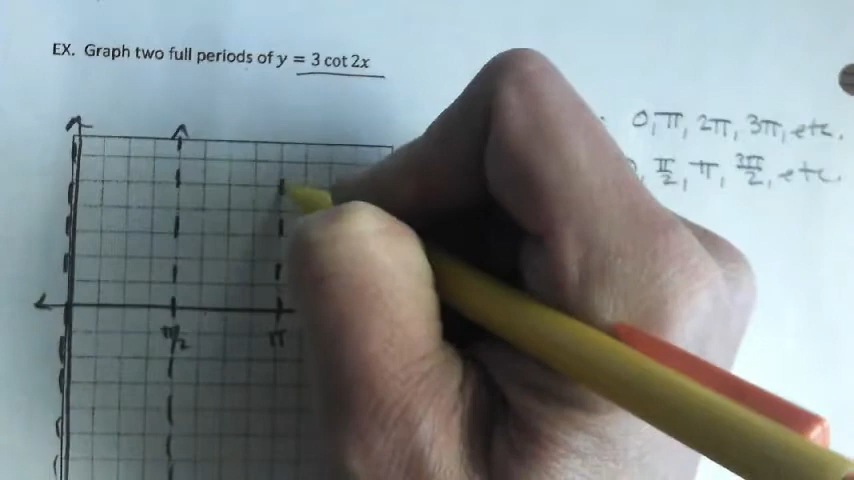 EX. Graph two full periods of y = 3 cot 2x
0, π, 2π, 3π, etc.
, π/2, π, 3π/2, etc.
π/2 π